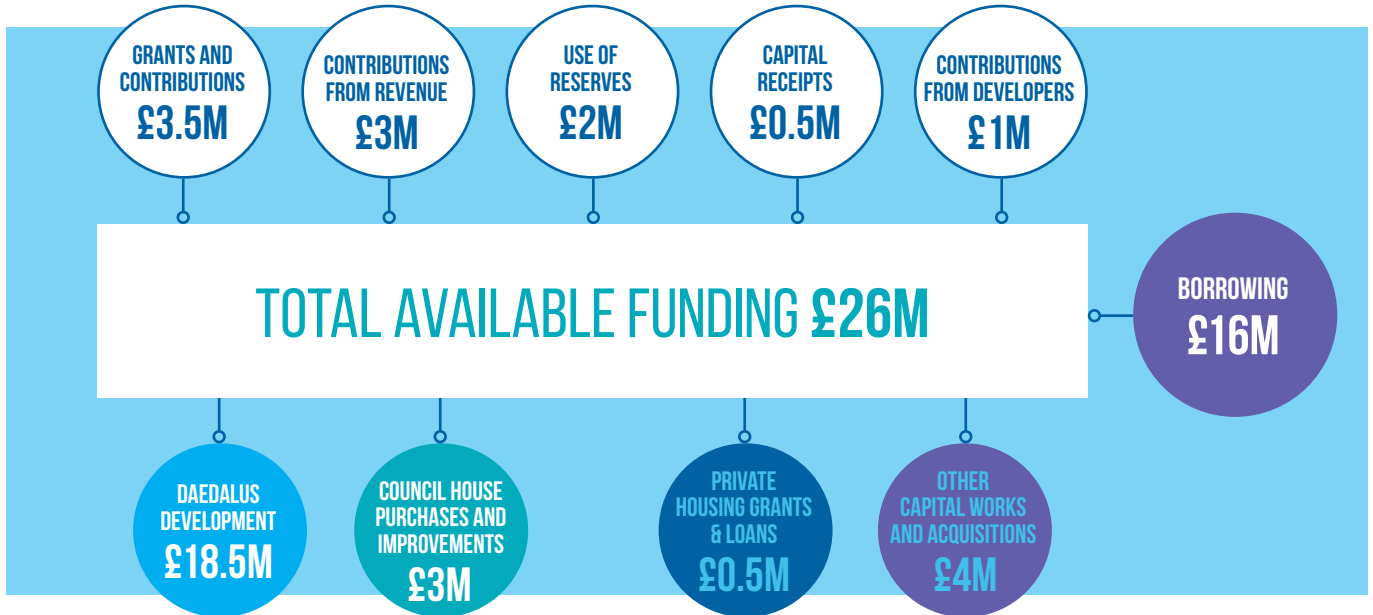 GRANTS AND
CONTRIBUTIONS
£3.5M
CONTRIBUTIONS
FROM REVENUE
£3M
USE OF
RESERVES
£2M
CAPITAL
RECEIPTS
£0.5M
CONTRIBUTIONS
FROM DEVELOPERS
£1M
TOTAL AVAILABLE FUNDING £26M
BORROWING
£16M
DAEDALUS
DEVELOPMENT
£18.5M
COUNCIL HOUSE
PURCHASES AND
IMPROVEMENTS
£3M
PRIVATE
HOUSING GRANTS
& LOANS
£0.5M
OTHER
CAPITAL WORKS
AND ACQUISITIONS
£4M